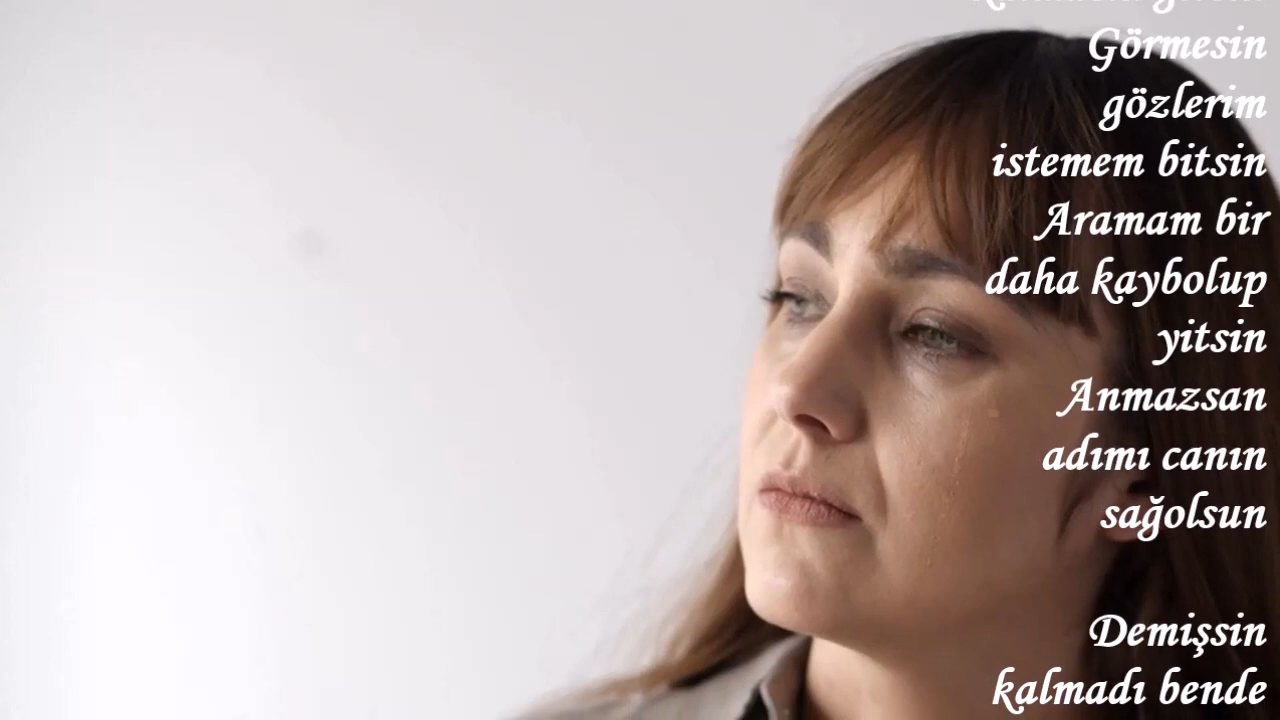 Görmesin
gözlerim
istemem bitsin
Aramam bir
daha kaybolup
yitsin
Anmazsan
adımı canın
sağolsun
Demişsin
kalmadı bende